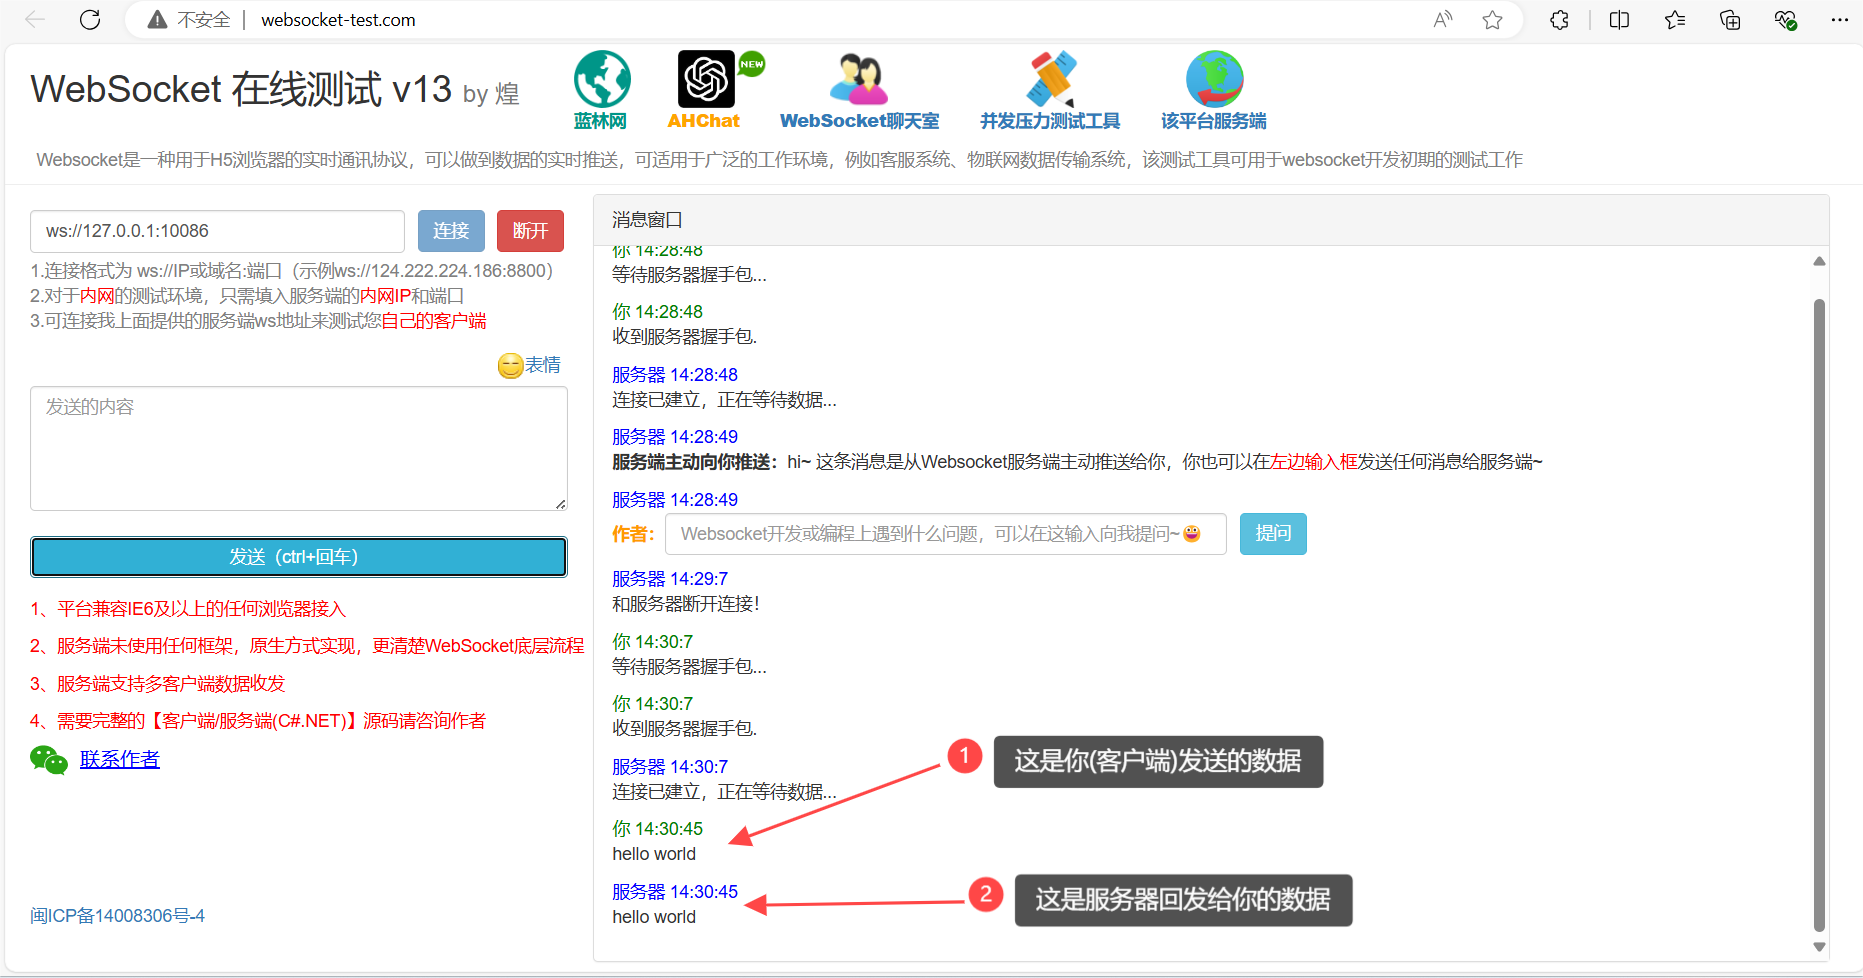 不安全 | websocket-test.com
WebSocket 在线测试 v13 by 煌
蓝林网
NEW
AHChat
WebSocket聊天室
并发压力测试工具
该平台服务端
Websocket是一种用于H5浏览器的实时通讯协议，可以做到数据的实时推送，可适用于广泛的工作环境，例如客服系统、物联网数据传输系统，该测试工具可用于websocket开发初期的测试工作
ws://127.0.0.1:10086
连接
断开
1.连接格式为 ws://IP或域名:端口（示例ws://124.222.224.186:8800）
2.对于内网的测试环境，只需填入服务端的内网IP和端口
3.可连接我上面提供的服务端ws地址来测试您自己的客户端
表情
发送的内容
发送（ctrl+回车）
1、平台兼容IE6及以上的任何浏览器接入
2、服务端未使用任何框架，原生方式实现，更清楚WebSocket底层流程
3、服务端支持多客户端数据收发
4、需要完整的【客户端/服务端(C#.NET)】源码请咨询作者
联系作者
闽ICP备14008306号-4
消息窗口
你 14:28:48
等待服务器握手包...
你 14:28:48
收到服务器握手包.
服务器 14:28:48
连接已建立，正在等待数据...
服务器 14:28:49
服务端主动向你推送：hi~ 这条消息是从Websocket服务端主动推送给你，你也可以在左边输入框发送任何消息给服务端~
服务器 14:28:49
作者：
Websocket开发或编程上遇到什么问题，可以在这输入向我提问~
提问
服务器 14:29:7
和服务器断开连接！
你 14:30:7
等待服务器握手包...
你 14:30:7
收到服务器握手包.
服务器 14:30:7
连接已建立，正在等待数据...
1 这是你(客户端)发送的数据
你 14:30:45
hello world
服务器 14:30:45
2 这是服务器回发给你的数据
hello world